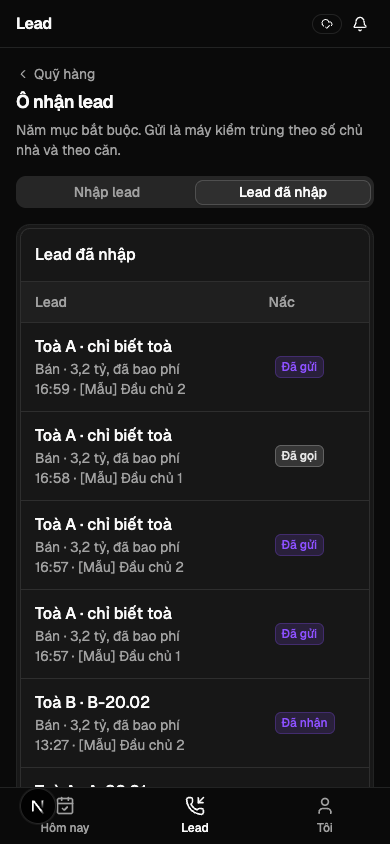 Lead
Quỹ hàng
Ô nhận lead
Năm mục bắt buộc. Gửi là máy kiểm trùng theo số chủ
nhà và theo căn.
Nhập lead
Lead đã nhập
Lead đã nhập
Lead
Nấc
Toà A · chỉ biết toà
Bán · 3,2 tỷ, đã bao phí
16:59 · [Mẫu] Đầu chủ 2
Đã gửi
Toà A · chỉ biết toà
Bán · 3,2 tỷ, đã bao phí
16:58 · [Mẫu] Đầu chủ 1
Đã gọi
Toà A · chỉ biết toà
Bán · 3,2 tỷ, đã bao phí
16:57 · [Mẫu] Đầu chủ 2
Đã gửi
Toà A · chỉ biết toà
Bán · 3,2 tỷ, đã bao phí
16:57 · [Mẫu] Đầu chủ 1
Đã gửi
Toà B · B-20.02
Bán · 3,2 tỷ, đã bao phí
13:27 · [Mẫu] Đầu chủ 2
Đã nhận
N
Hôm nay
Lead
Tôi